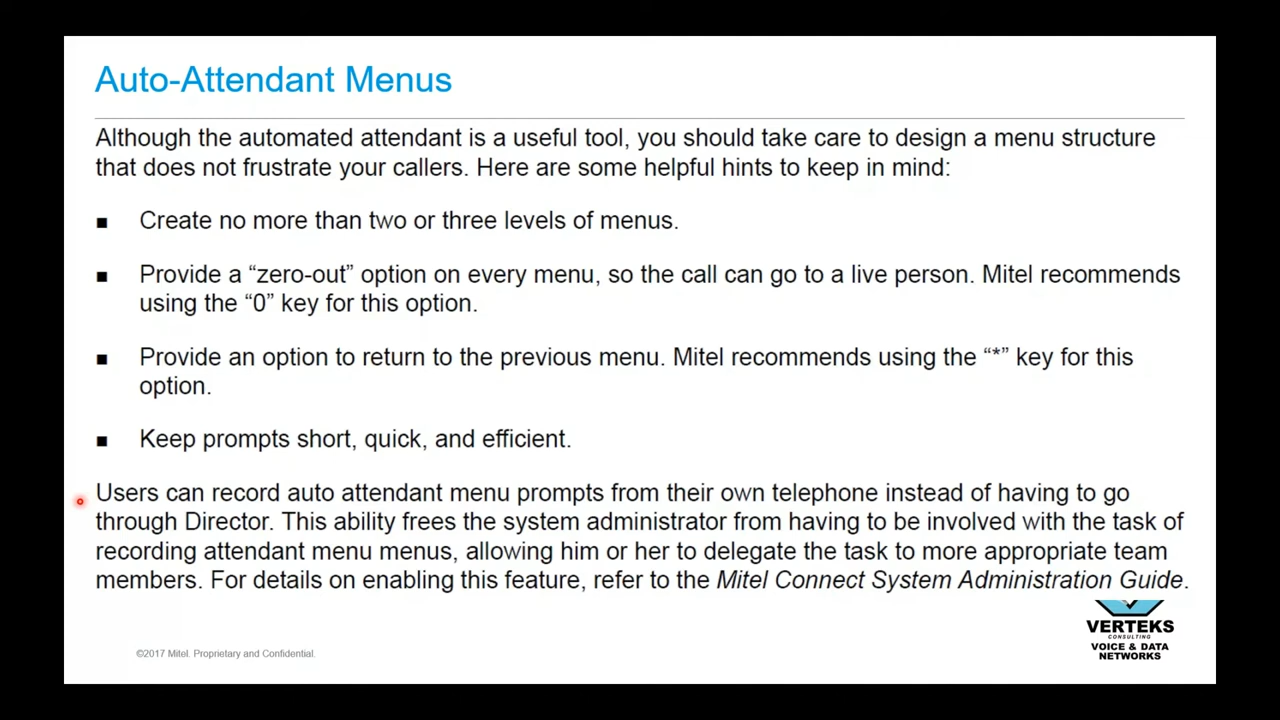 Auto-Attendant Menus
Although the automated attendant is a useful tool, you should take care to design a menu structure
that does not frustrate your callers. Here are some helpful hints to keep in mind:
■ Create no more than two or three levels of menus.
■ Provide a “zero-out” option on every menu, so the call can go to a live person. Mitel recommends
using the “0” key for this option.
■ Provide an option to return to the previous menu. Mitel recommends using the “*” key for this
option.
■ Keep prompts short, quick, and efficient.
Users can record auto attendant menu prompts from their own telephone instead of having to go
through Director. This ability frees the system administrator from having to be involved with the task of
recording attendant menu menus, allowing him or her to delegate the task to more appropriate team
members. For details on enabling this feature, refer to the Mitel Connect System Administration Guide.
VERTEKS
CONSULTING
VOICE & DATA
NETWORKS
©2017 Mitel. Proprietary and Confidential.